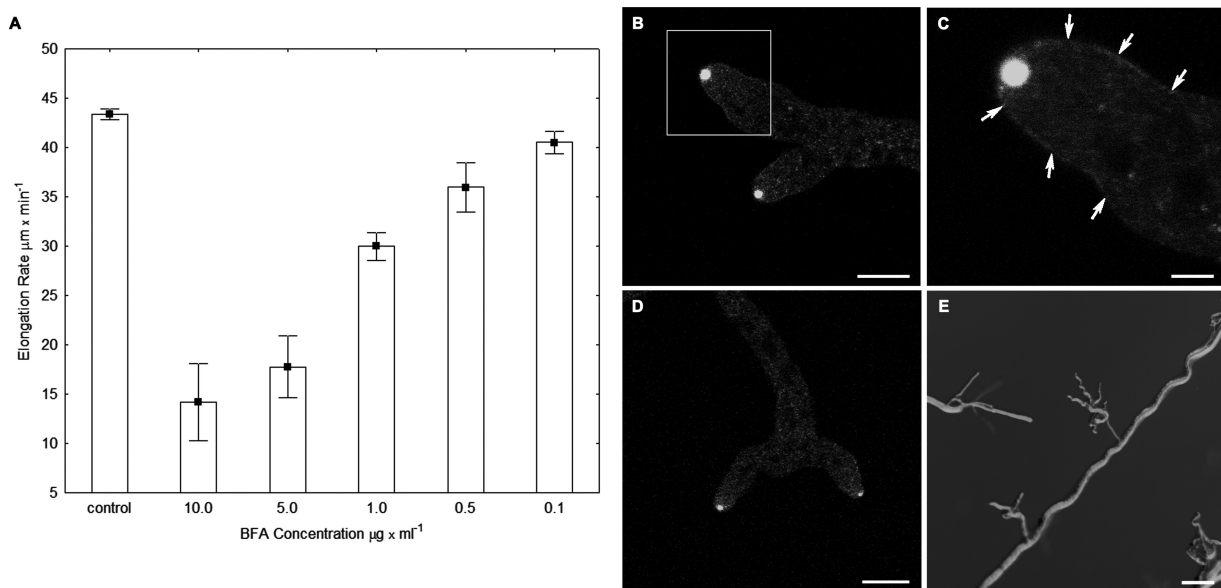 A
50
45
40
35
30
25
20
15
10
5
Elongation Rate μm x min⁻¹
control 10.0 5.0 1.0 0.5 0.1
BFA Concentration μg x ml⁻¹
B
C
D
E